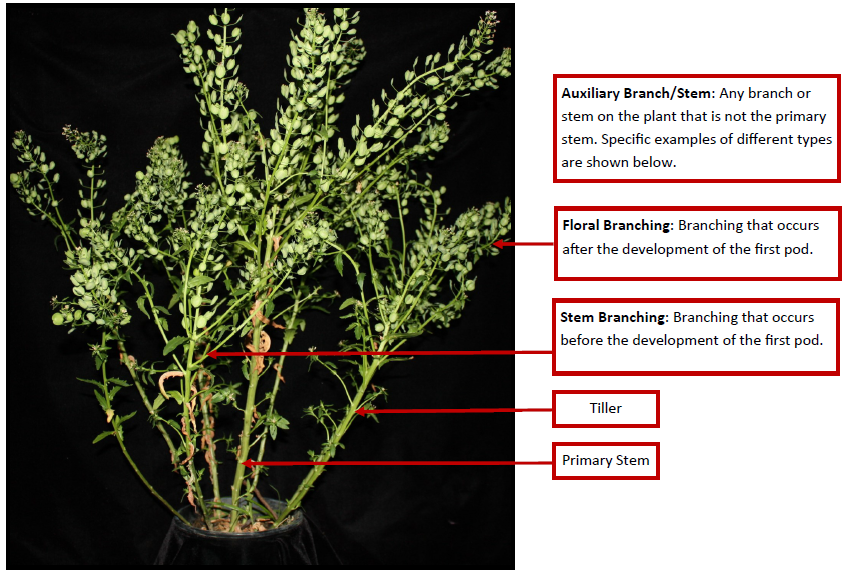 Auxiliary Branch/Stem: Any branch or
stem on the plant that is not the primary
stem. Specific examples of different types
are shown below.
Floral Branching: Branching that occurs
after the development of the first pod.
Stem Branching: Branching that occurs
before the development of the first pod.
Tiller
Primary Stem